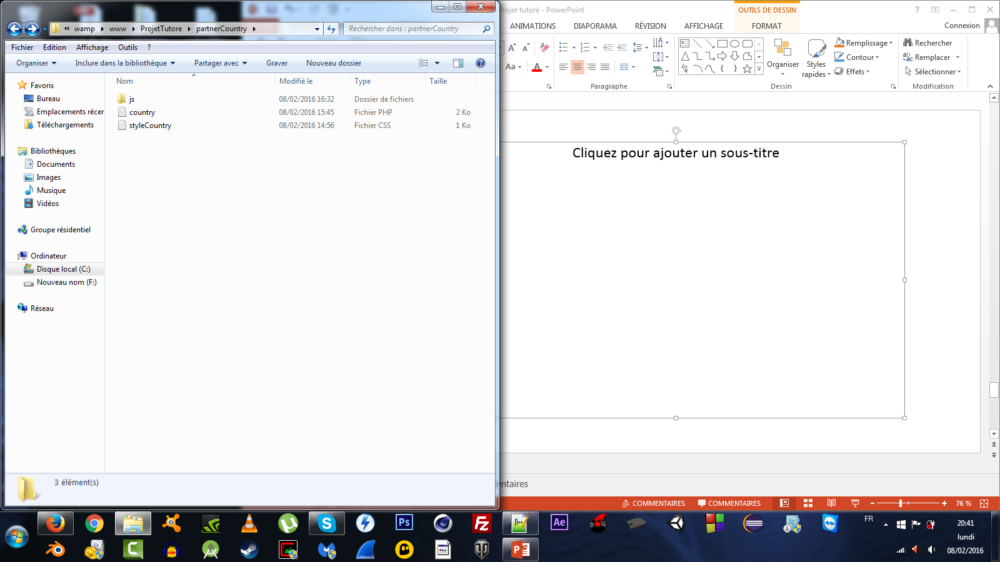 « wamp ▸ www ▸ ProjetTutore ▸ partnerCountry ▸
Rechercher dans : partnerCountry
Fichier Edition Affichage Outils ?
Organiser Inclure dans la bibliothèque Partager avec Graver Nouveau dossier
Nom Modifié le Type Taille
js 08/02/2016 16:32 Dossier de fichiers
country 08/02/2016 15:45 Fichier PHP 2 Ko
styleCountry 08/02/2016 14:56 Fichier CSS 1 Ko
Favoris
Bureau
Emplacements récer
Téléchargements
Bibliothèques
Documents
Images
Musique
Vidéos
Groupe résidentiel
Ordinateur
Disque local (C:)
Nouveau nom (F:)
Réseau
3 élément(s)
Projet tutoré - PowerPoint
OUTILS DE DESSIN
?
ANIMATIONS DIAPORAMA RÉVISION AFFICHAGE FORMAT Connexion
Aa
A
Organiser
Styles
rapides
Remplissage
Contour
Effets
Rechercher
Remplacer
Sélectionner
Paragraphe Dessin Modification
Cliquez pour ajouter un sous-titre
entaires
COMMENTAIRES COMMENTAIRES 76 %
Ps
Fz
Ae
FR
20:41
lundi
08/02/2016